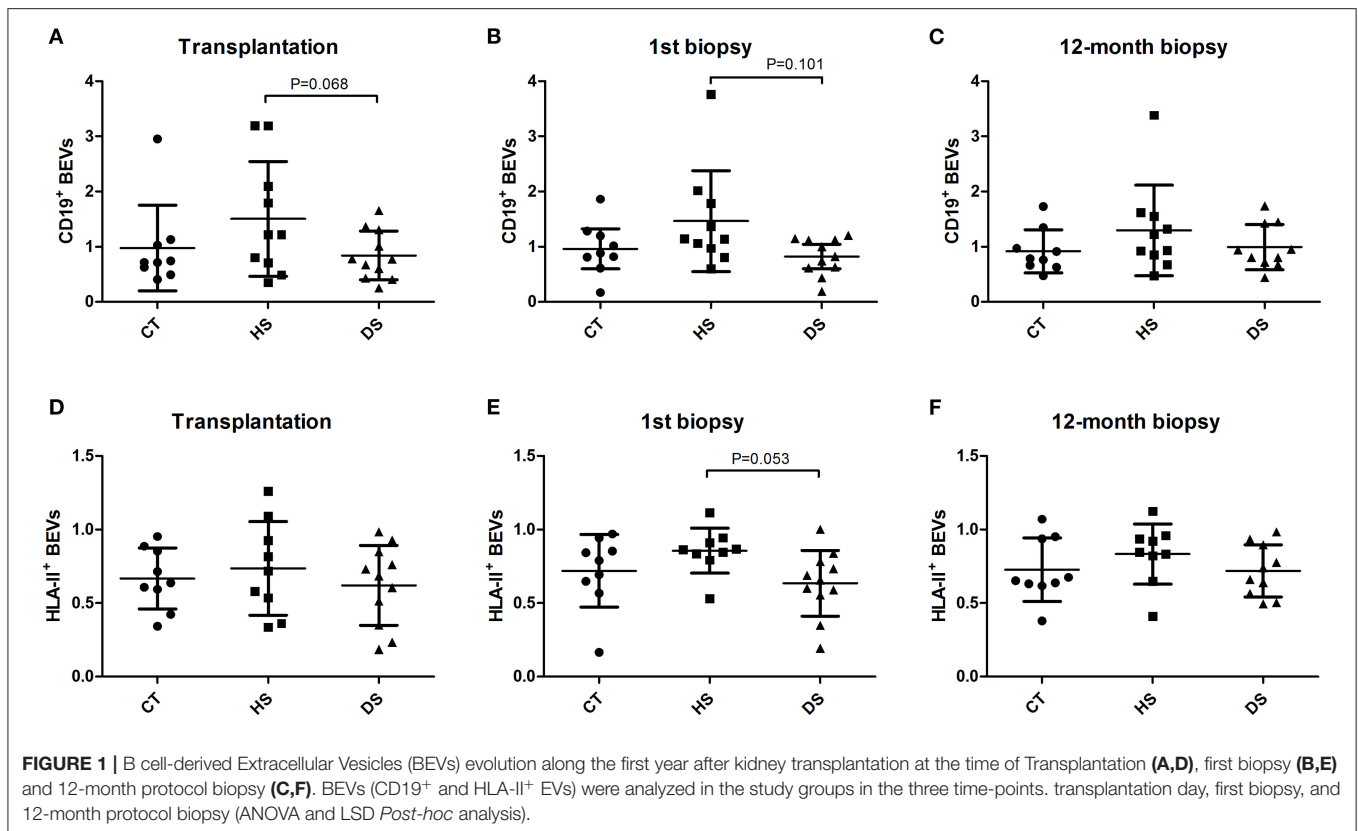 A
Transplantation
P=0.068
CD19+ BEVs
4
3
2
1
0
CT
HS
DS
B
1st biopsy
P=0.101
CD19+ BEVs
4
3
2
1
0
CT
HS
DS
C
12-month biopsy
CD19+ BEVs
4
3
2
1
0
CT
HS
DS
D
Transplantation
HLA-II+ BEVs
1.5
1.0
0.5
0.0
CT
HS
DS
E
1st biopsy
P=0.053
HLA-II+ BEVs
1.5
1.0
0.5
0.0
CT
HS
DS
F
12-month biopsy
HLA-II+ BEVs
1.5
1.0
0.5
0.0
CT
HS
DS
FIGURE 1 | B cell-derived Extracellular Vesicles (BEVs) evolution along the first year after kidney transplantation at the time of Transplantation (A,D), first biopsy (B,E)
and 12-month protocol biopsy (C,F). BEVs (CD19+ and HLA-II+ EVs) were analyzed in the study groups in the three time-points. transplantation day, first biopsy, and
12-month protocol biopsy (ANOVA and LSD Post-hoc analysis).